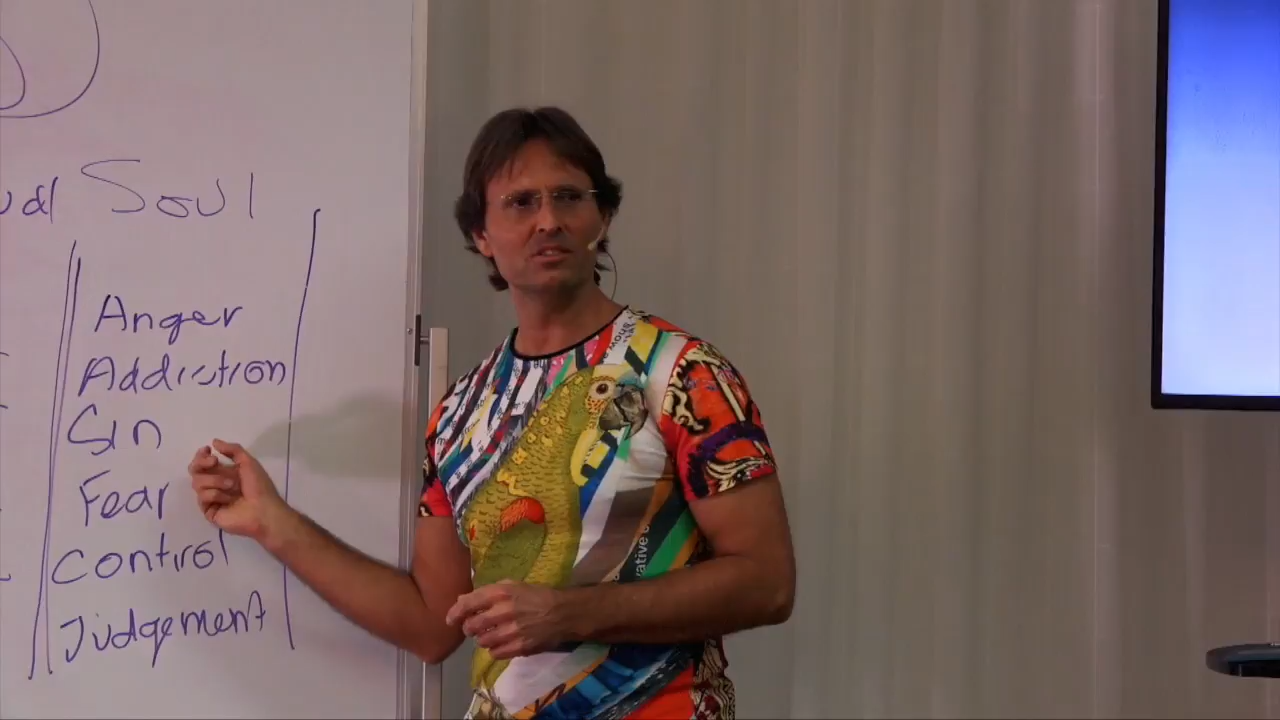 Soul
Anger
Addiction
Sin
Fear
Control
Judgement